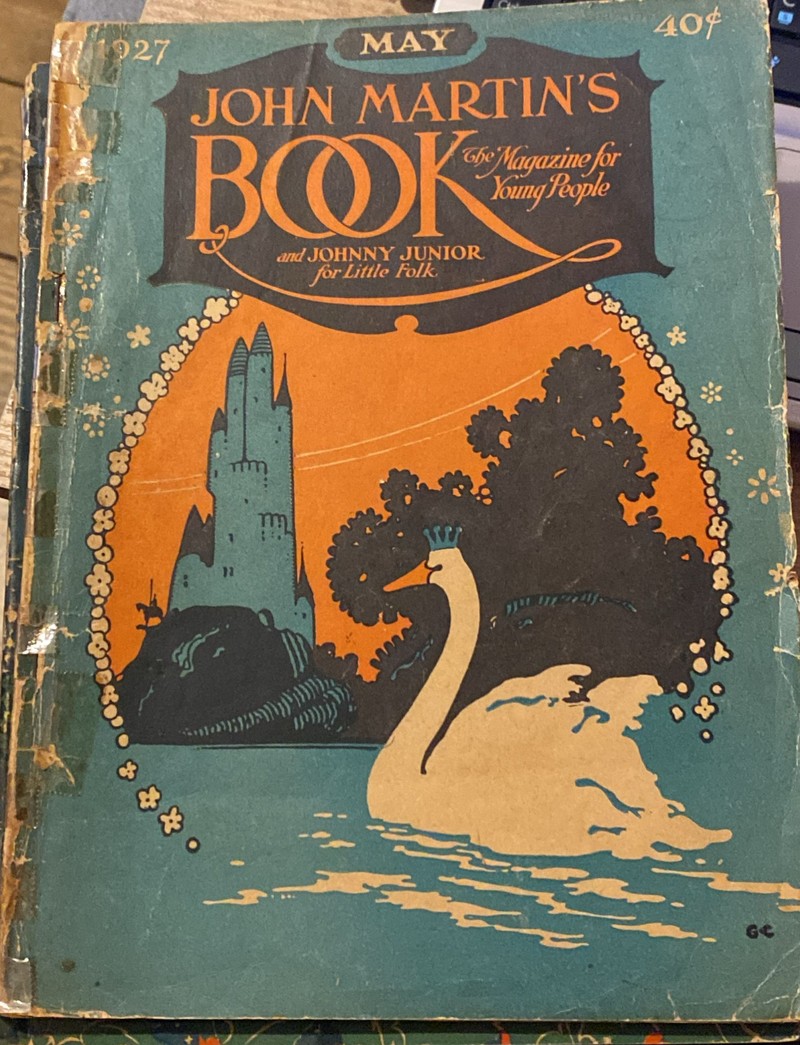 1927
MAY
40¢
JOHN MARTIN'S
BOOK
The Magazine for
Young People
and JOHNNY JUNIOR
for Little Folk
GC